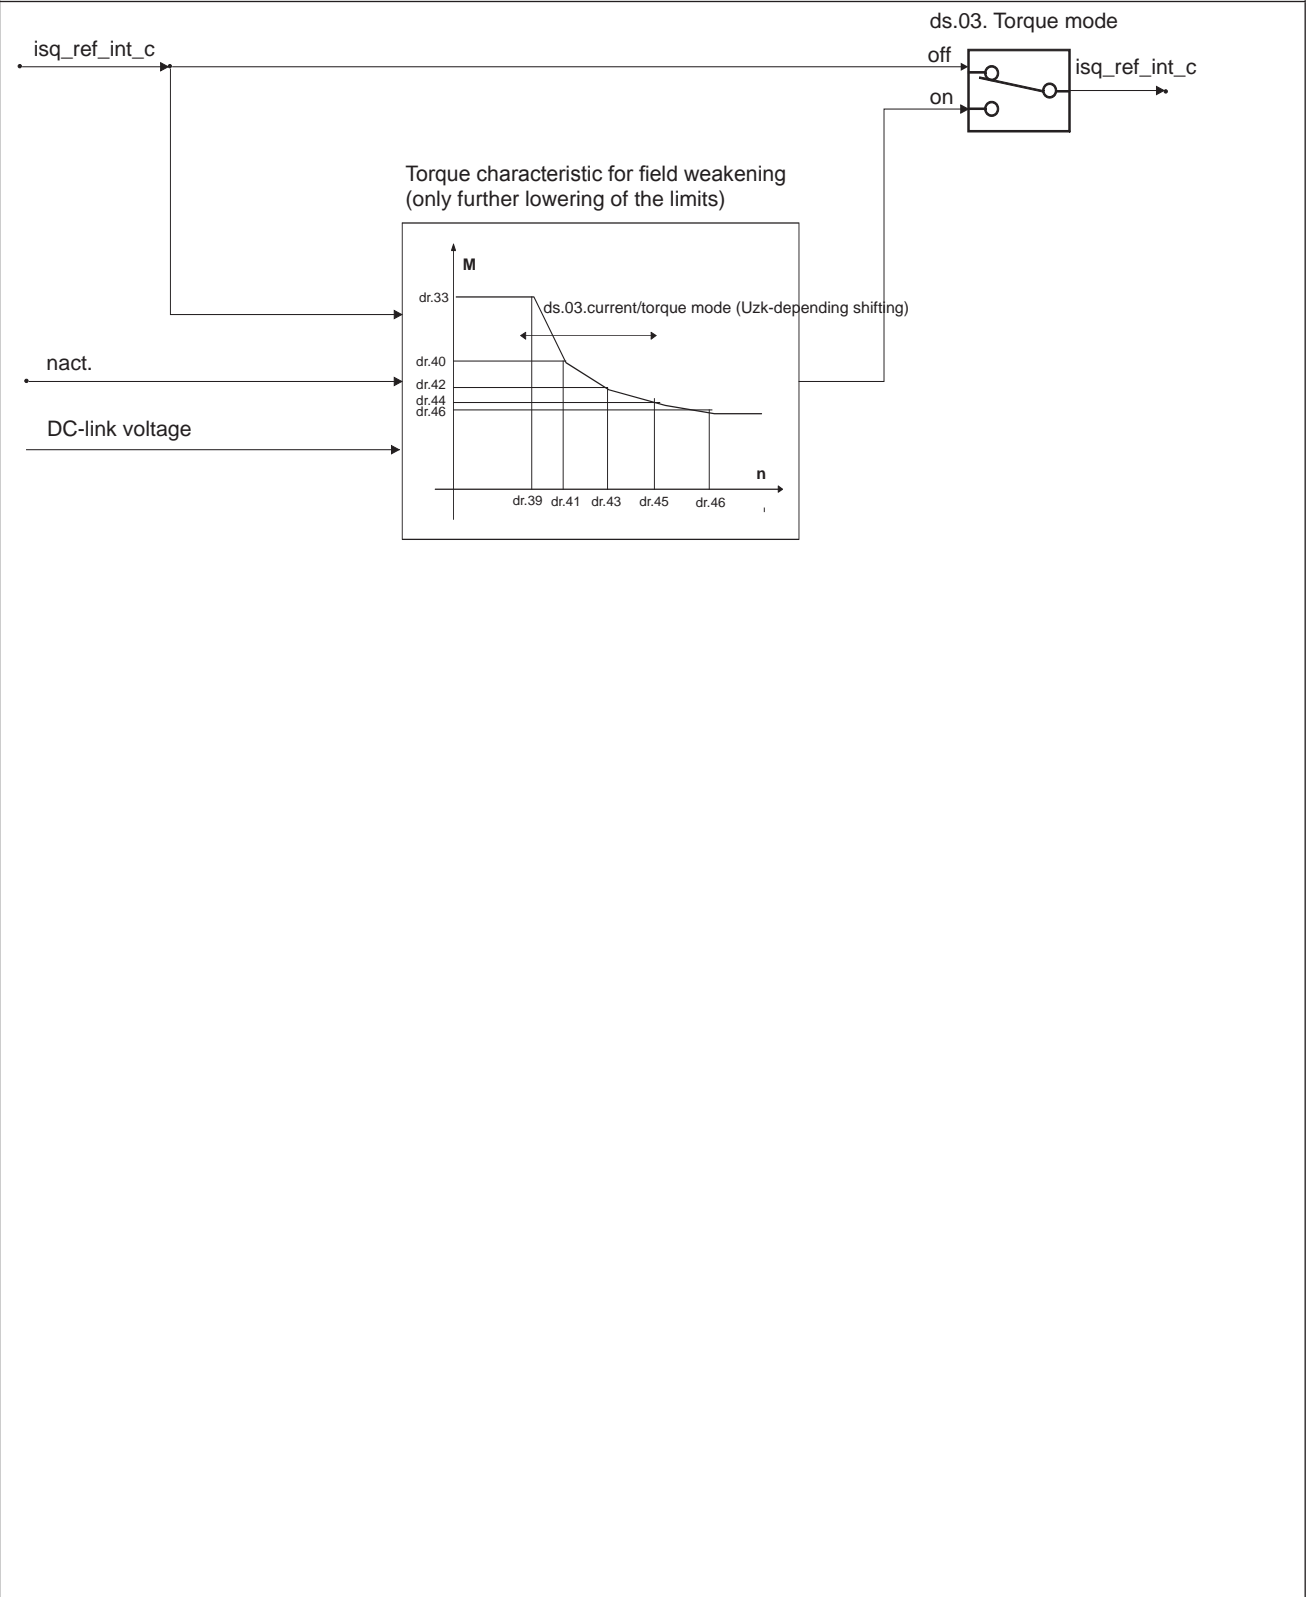 ds.03. Torque mode
isq_ref_int_c
off
isq_ref_int_c
on
Torque characteristic for field weakening
(only further lowering of the limits)
M
dr.33
ds.03.current/torque mode (Uzk-depending shifting)
nact.
dr.40
dr.42
dr.44
dr.46
DC-link voltage
n
dr.39 dr.41 dr.43 dr.45 dr.46